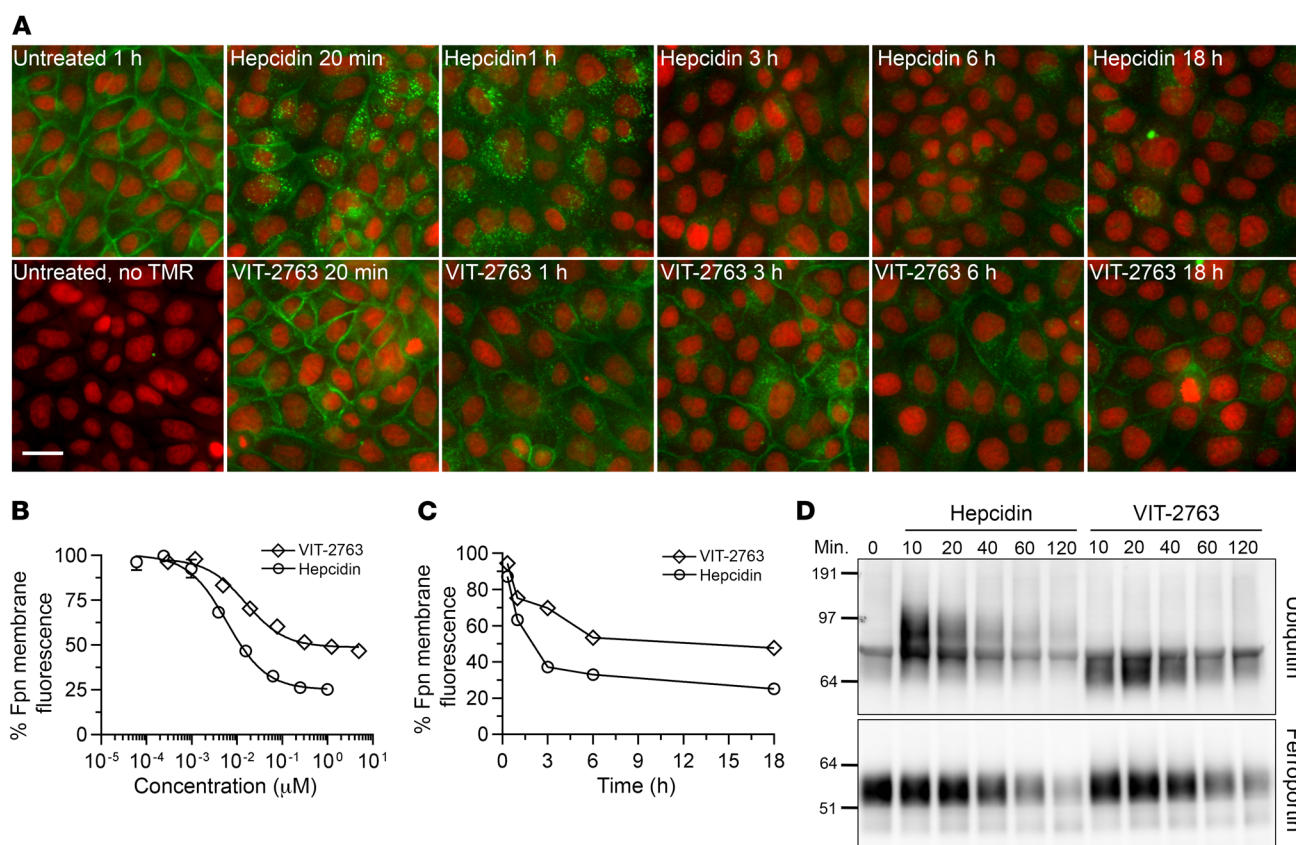 A
Untreated 1 h
Hepcidin 20 min
Hepcidin1 h
Hepcidin 3 h
Hepcidin 6 h
Hepcidin 18 h
Untreated, no TMR
VIT-2763 20 min
VIT-2763 1 h
VIT-2763 3 h
VIT-2763 6 h
VIT-2763 18 h
B
% Fpn membrane
fluorescence
100
75
50
25
0
VIT-2763
Hepcidin
10-5 10-4 10-3 10-2 10-1 100 101
Concentration (μM)
C
% Fpn membrane
fluorescence
100
80
60
40
20
0
VIT-2763
Hepcidin
0 3 6 9 12 15 18
Time (h)
D
Hepcidin VIT-2763
Min. 0 10 20 40 60 120 10 20 40 60 120
191
97
64
Ubiquitin
64
51
Ferroportin